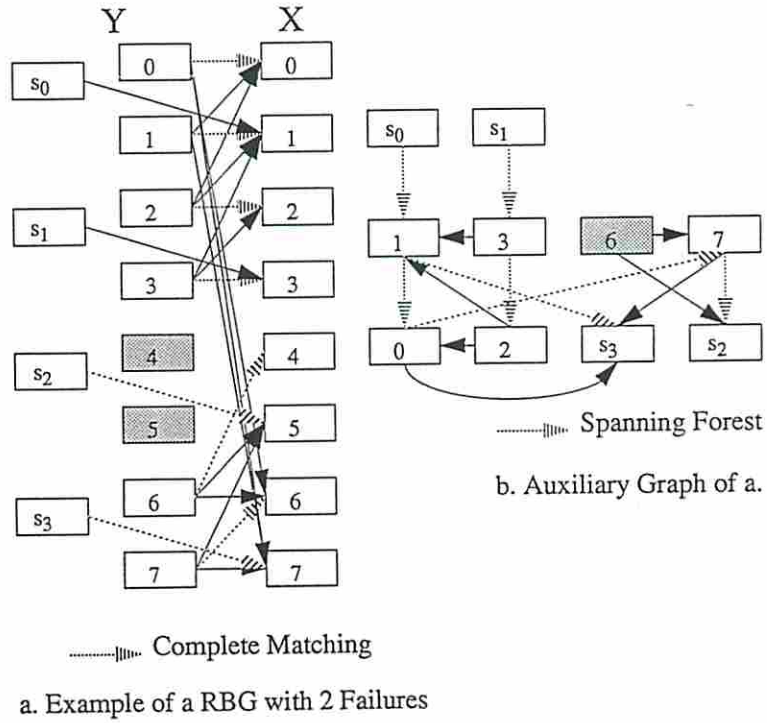 Y X
0 0
s0
1 1
2 2
s1
3 3
4 4
s2
5 5
6 6
s3
7 7
Complete Matching
a. Example of a RBG with 2 Failures
s0 s1
1 3 6 7
0 2 s3 s2
Spanning Forest
b. Auxiliary Graph of a.